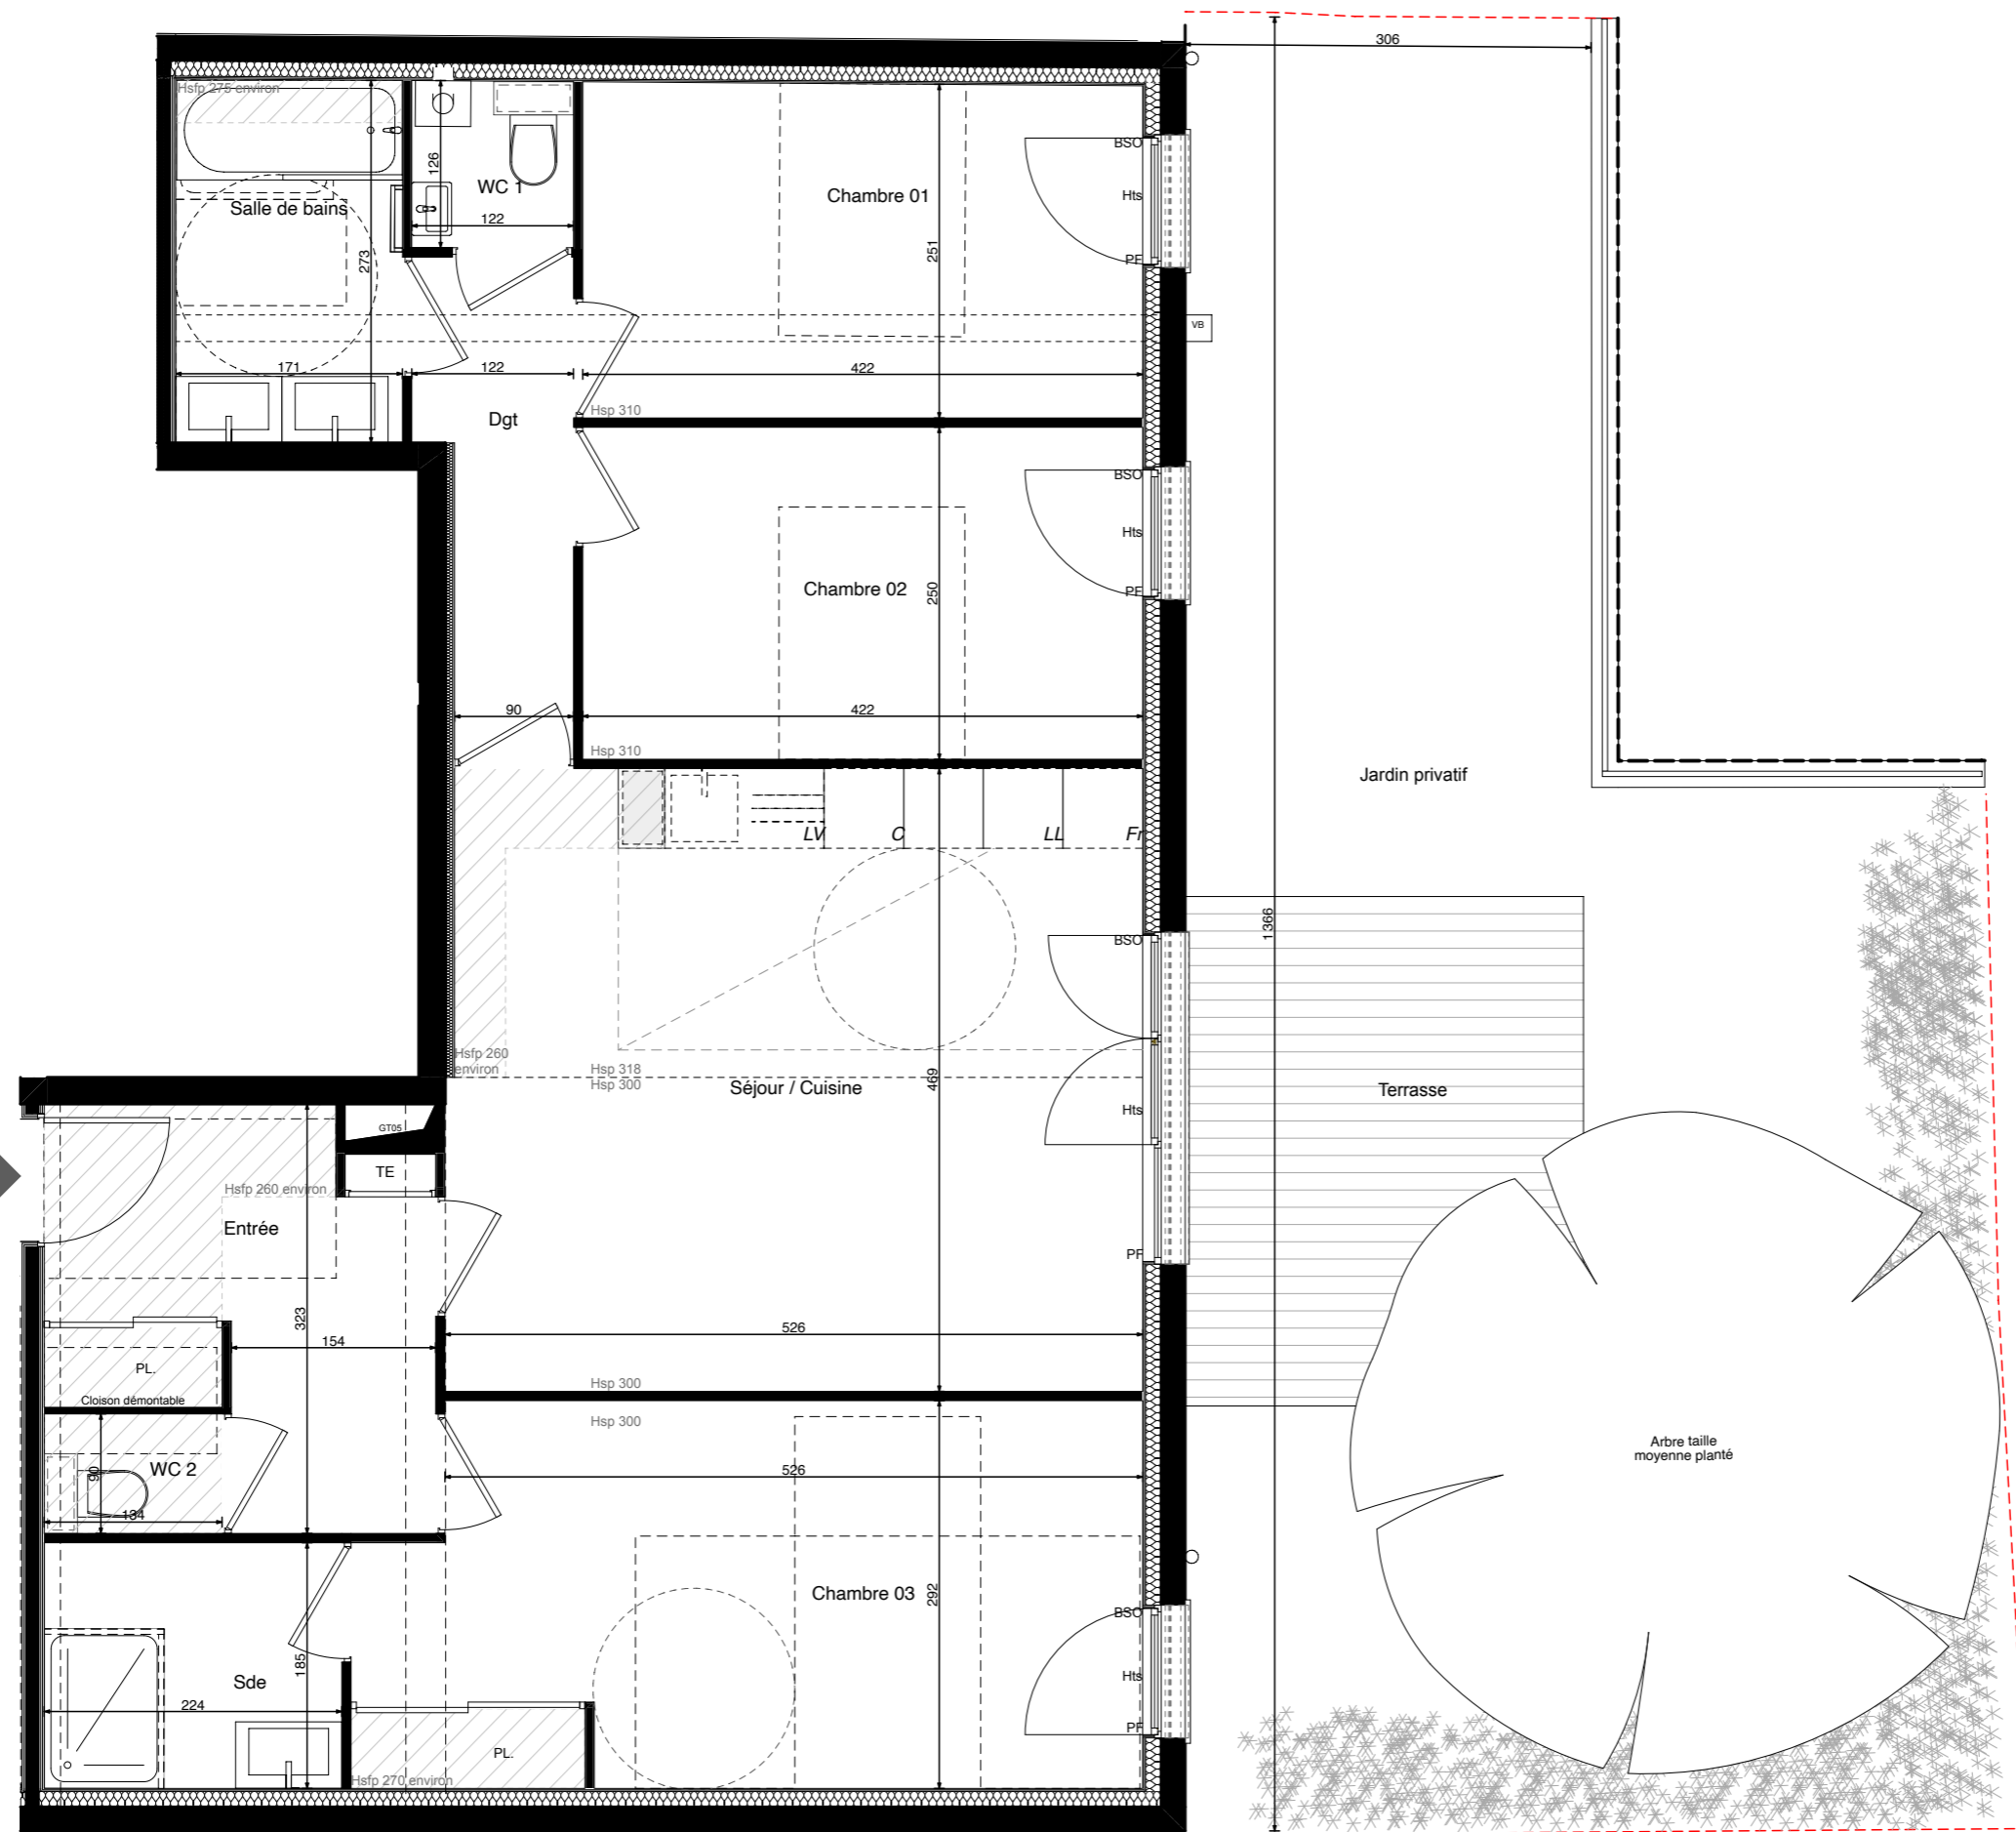 306
Hsfp 275 environ
BSO
126
WC 1
Chambre 01
Hts
Salle de bains
122
273
251
PF
VB
171
122
422
Dgt
Hsp 310
BSO
Hts
Chambre 02
250
PF
90
422
Hsp 310
Jardin privatif
LV
C
LL
Fr
1366
BSO
Hsfp 260
environ
Hsp 318
Hsp 300
Séjour / Cuisine
469
Terrasse
Hts
GT05
TE
Hsfp 260 environ
Entrée
PF
323
154
526
PL.
Cloison démontable
Hsp 300
Hsp 300
Arbre taille
moyenne planté
WC 2
90
526
134
Chambre 03
292
BSO
185
Sde
Hts
224
PF
PL.
Hsfp 270 environ